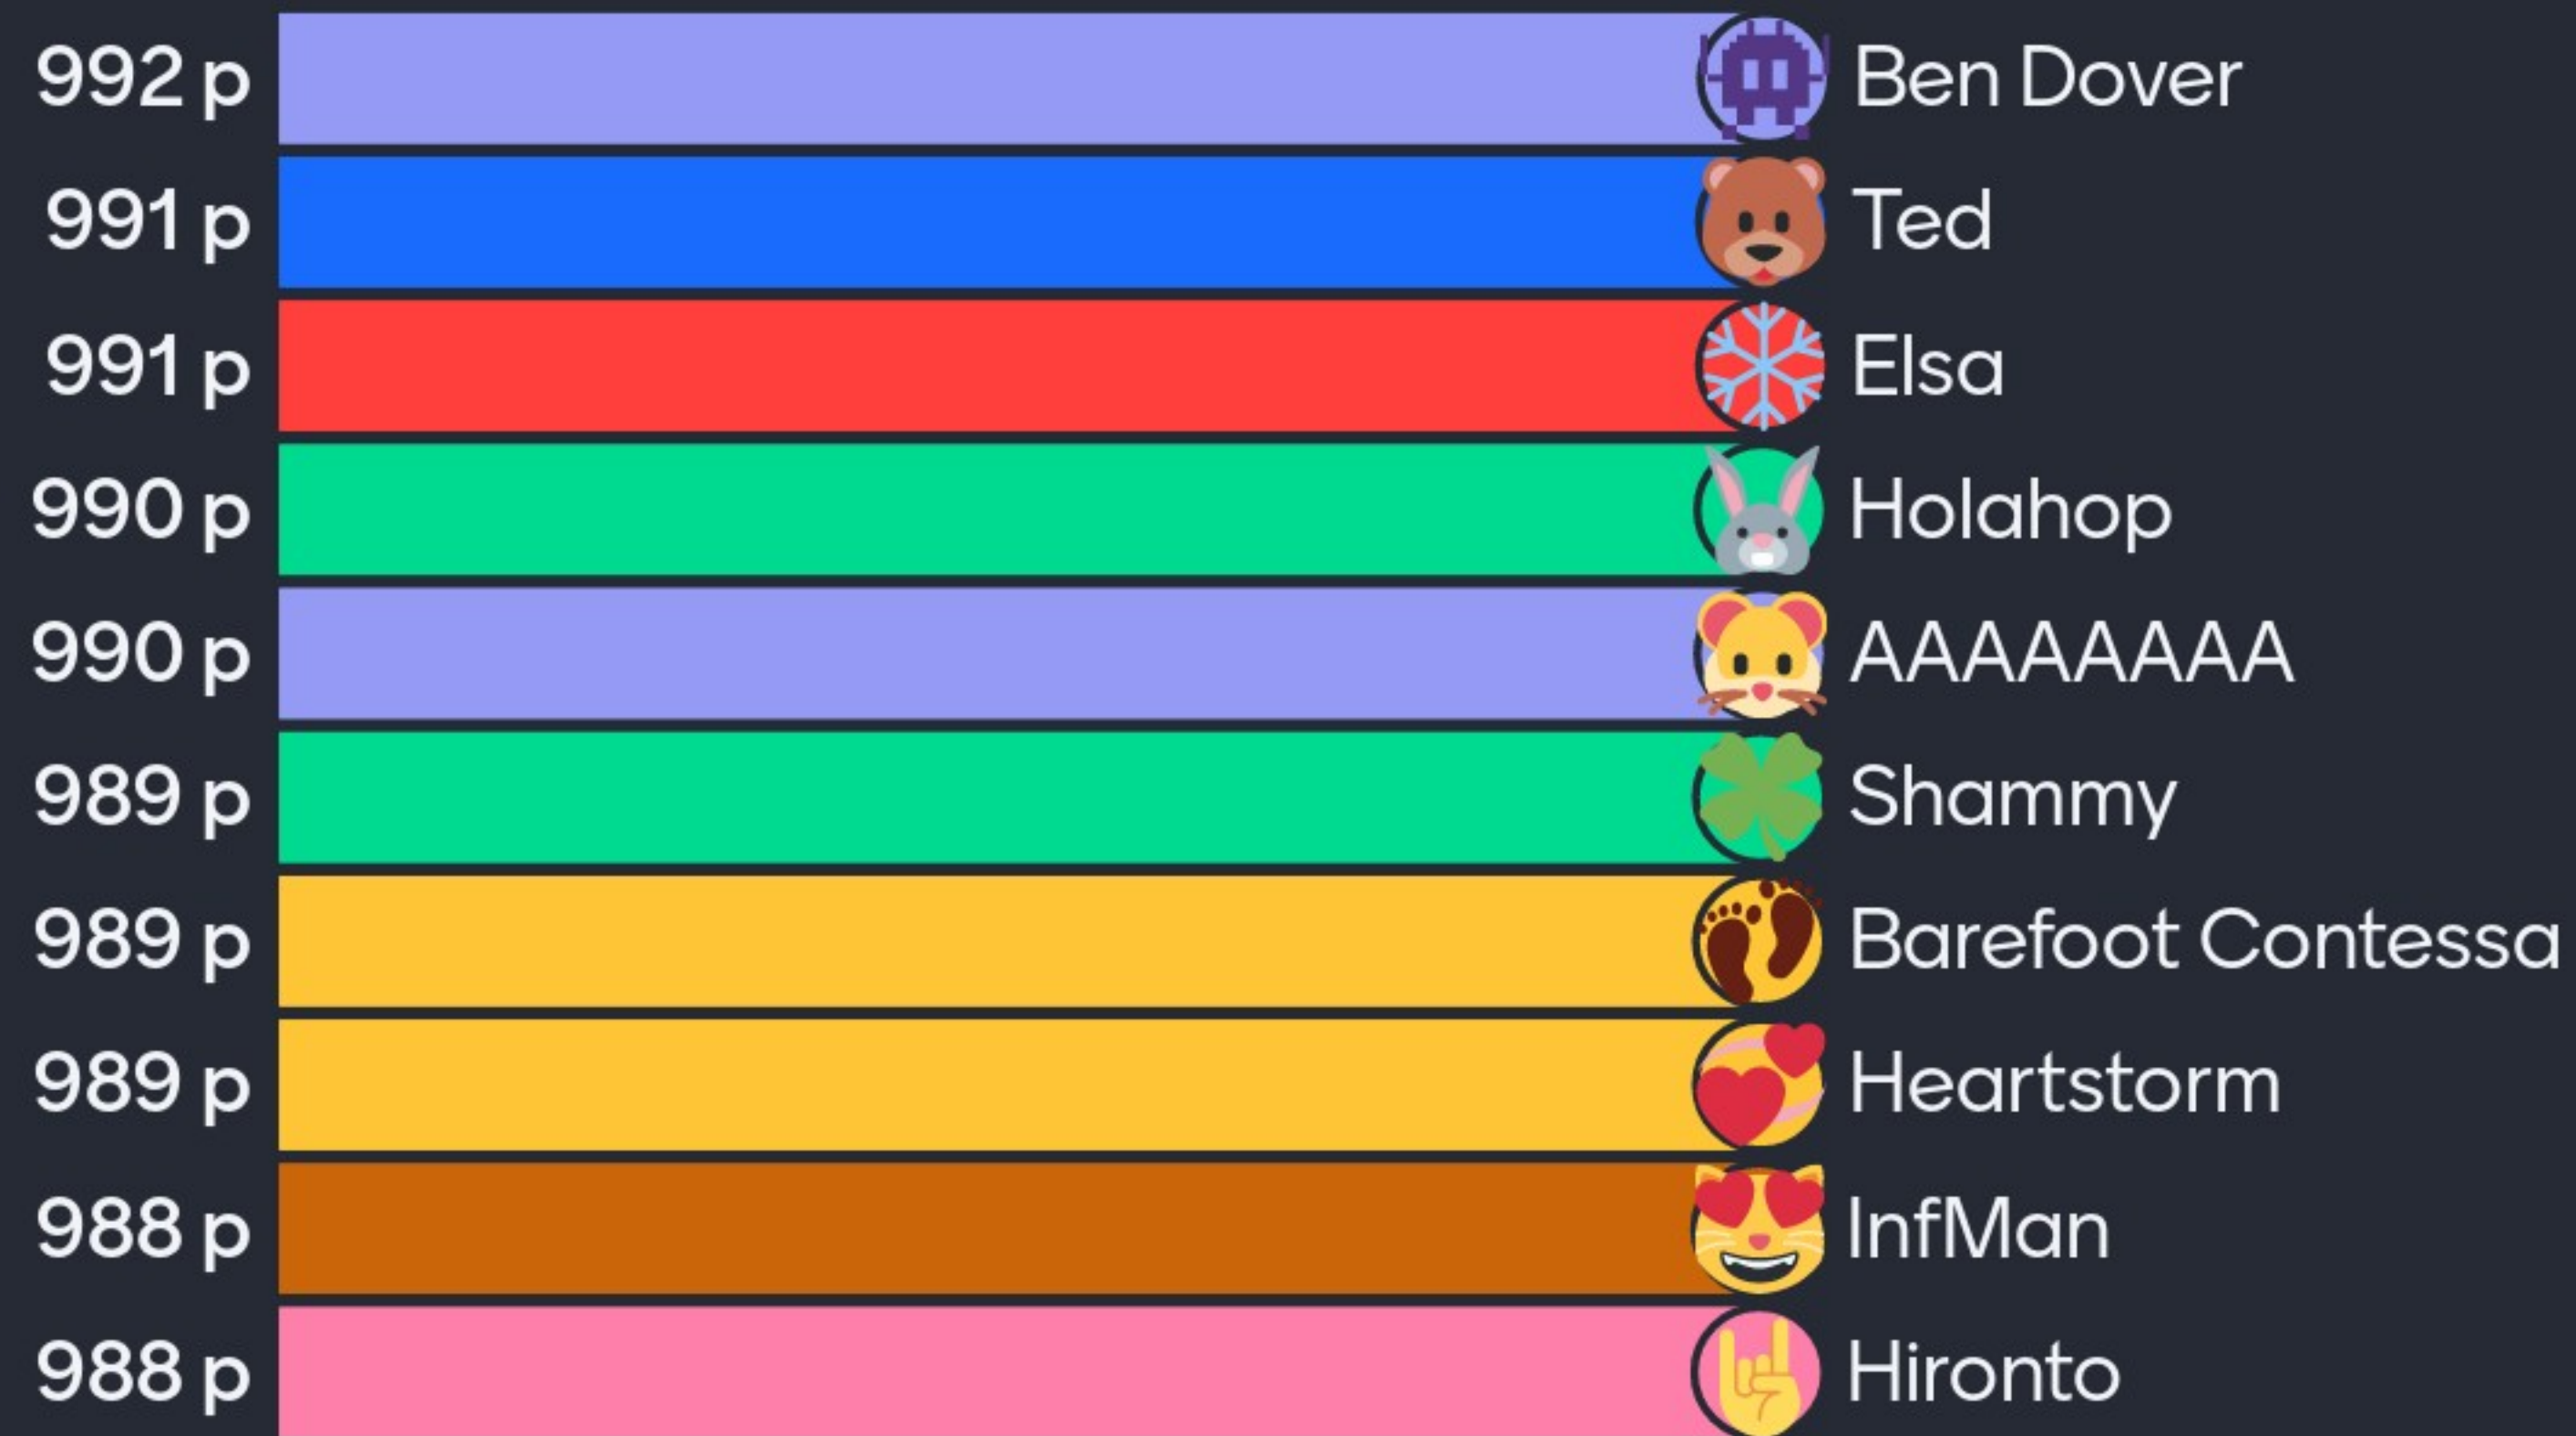 992 p Ben Dover
991 p Ted
991 p Elsa
990 p Holahop
990 p AAAAAAAA
989 p Shammy
989 p Barefoot Contessa
989 p Heartstorm
988 p InfMan
988 p Hironto